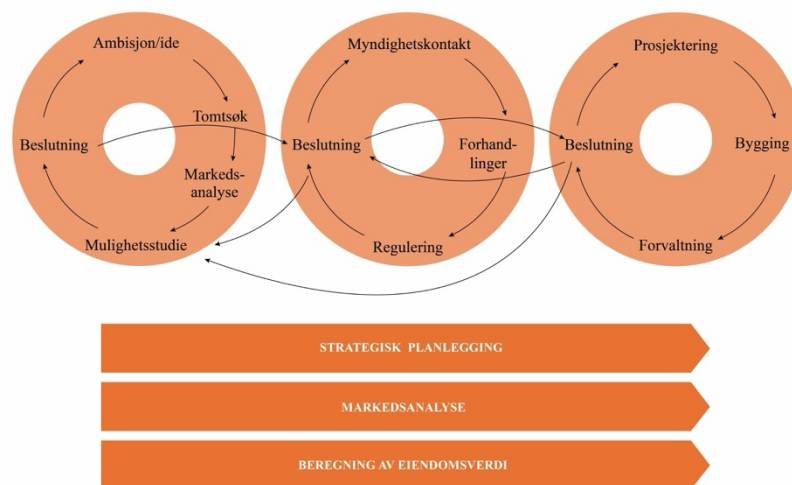 Ambisjon/ide
Tomtsøk
Markeds-
analyse
Mulighetsstudie
Beslutning
Myndighetskontakt
Forhand-
linger
Regulering
Beslutning
Prosjektering
Bygging
Forvaltning
Beslutning
STRATEGISK PLANLEGGING
MARKEDSANALYSE
BEREGNING AV EIENDOMSVERDI